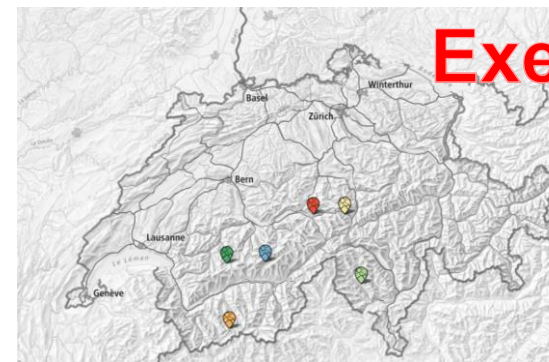 Exe
Basel
Winterthur
Zürich
Bern
Lausanne
Le Léman
Genève